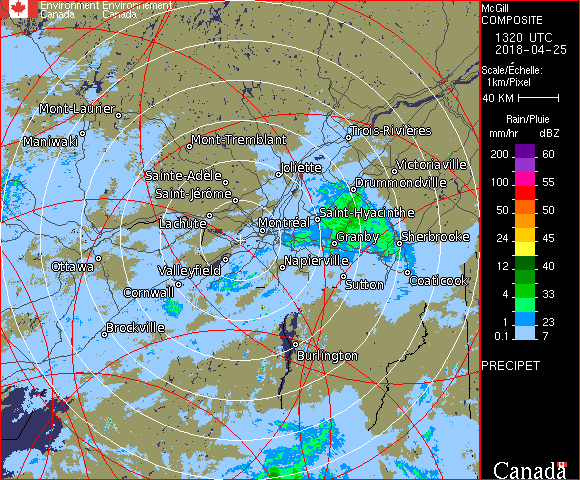 Environment Environnement
Canada Canada
McGill
COMPOSITE
1320 UTC
2018-04-25
Scale/Échelle:
1km/Pixel
40 KM
Rain/Pluie
mm/hr dBZ
200 60
100 55
50 50
24 45
12 40
4 33
1 23
0.1 7
PRECIPET
Canada
Mont-Laurier
Maniwaki
Trois-Rivières
Mont-Tremblant
Joliette
Victoriaville
Sainte-Adèle
Drummondville
Saint-Jérôme
Lachute
Saint-Hyacinthe
Montréal
Granby
Sherbrooke
Ottawa
Valleyfield
Napierville
Coaticook
Cornwall
Sutton
Brockville
Burlington